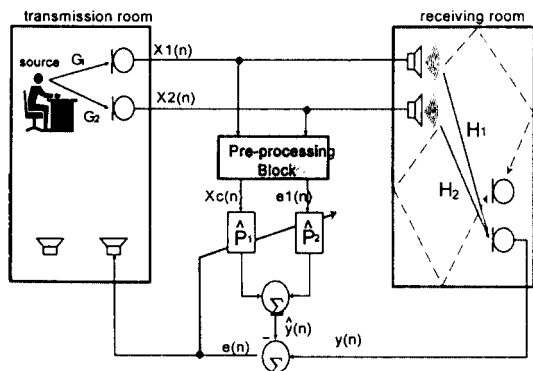 transmission room
receiving room
source
G1
G2
X1(n)
X2(n)
H1
H2
Pre-processing
Block
Xc(n)
e1(n)
P̂1
P̂2
Σ
ŷ(n)
-
Σ
e(n)
y(n)